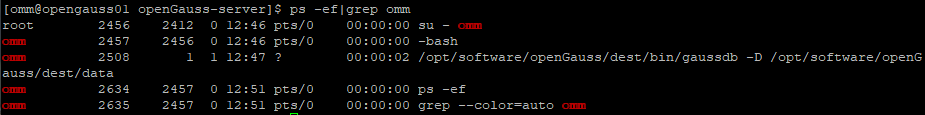 [omm@opengauss01 openGauss-server]$ ps -ef|grep omm
root 2456 2412 0 12:46 pts/0 00:00:00 su - omm
omm 2457 2456 0 12:46 pts/0 00:00:00 -bash
omm 2508 1 1 12:47 ? 00:00:02 /opt/software/openGauss/dest/bin/gaussdb -D /opt/software/openG
auss/dest/data
omm 2634 2457 0 12:51 pts/0 00:00:00 ps -ef
omm 2635 2457 0 12:51 pts/0 00:00:00 grep --color=auto omm